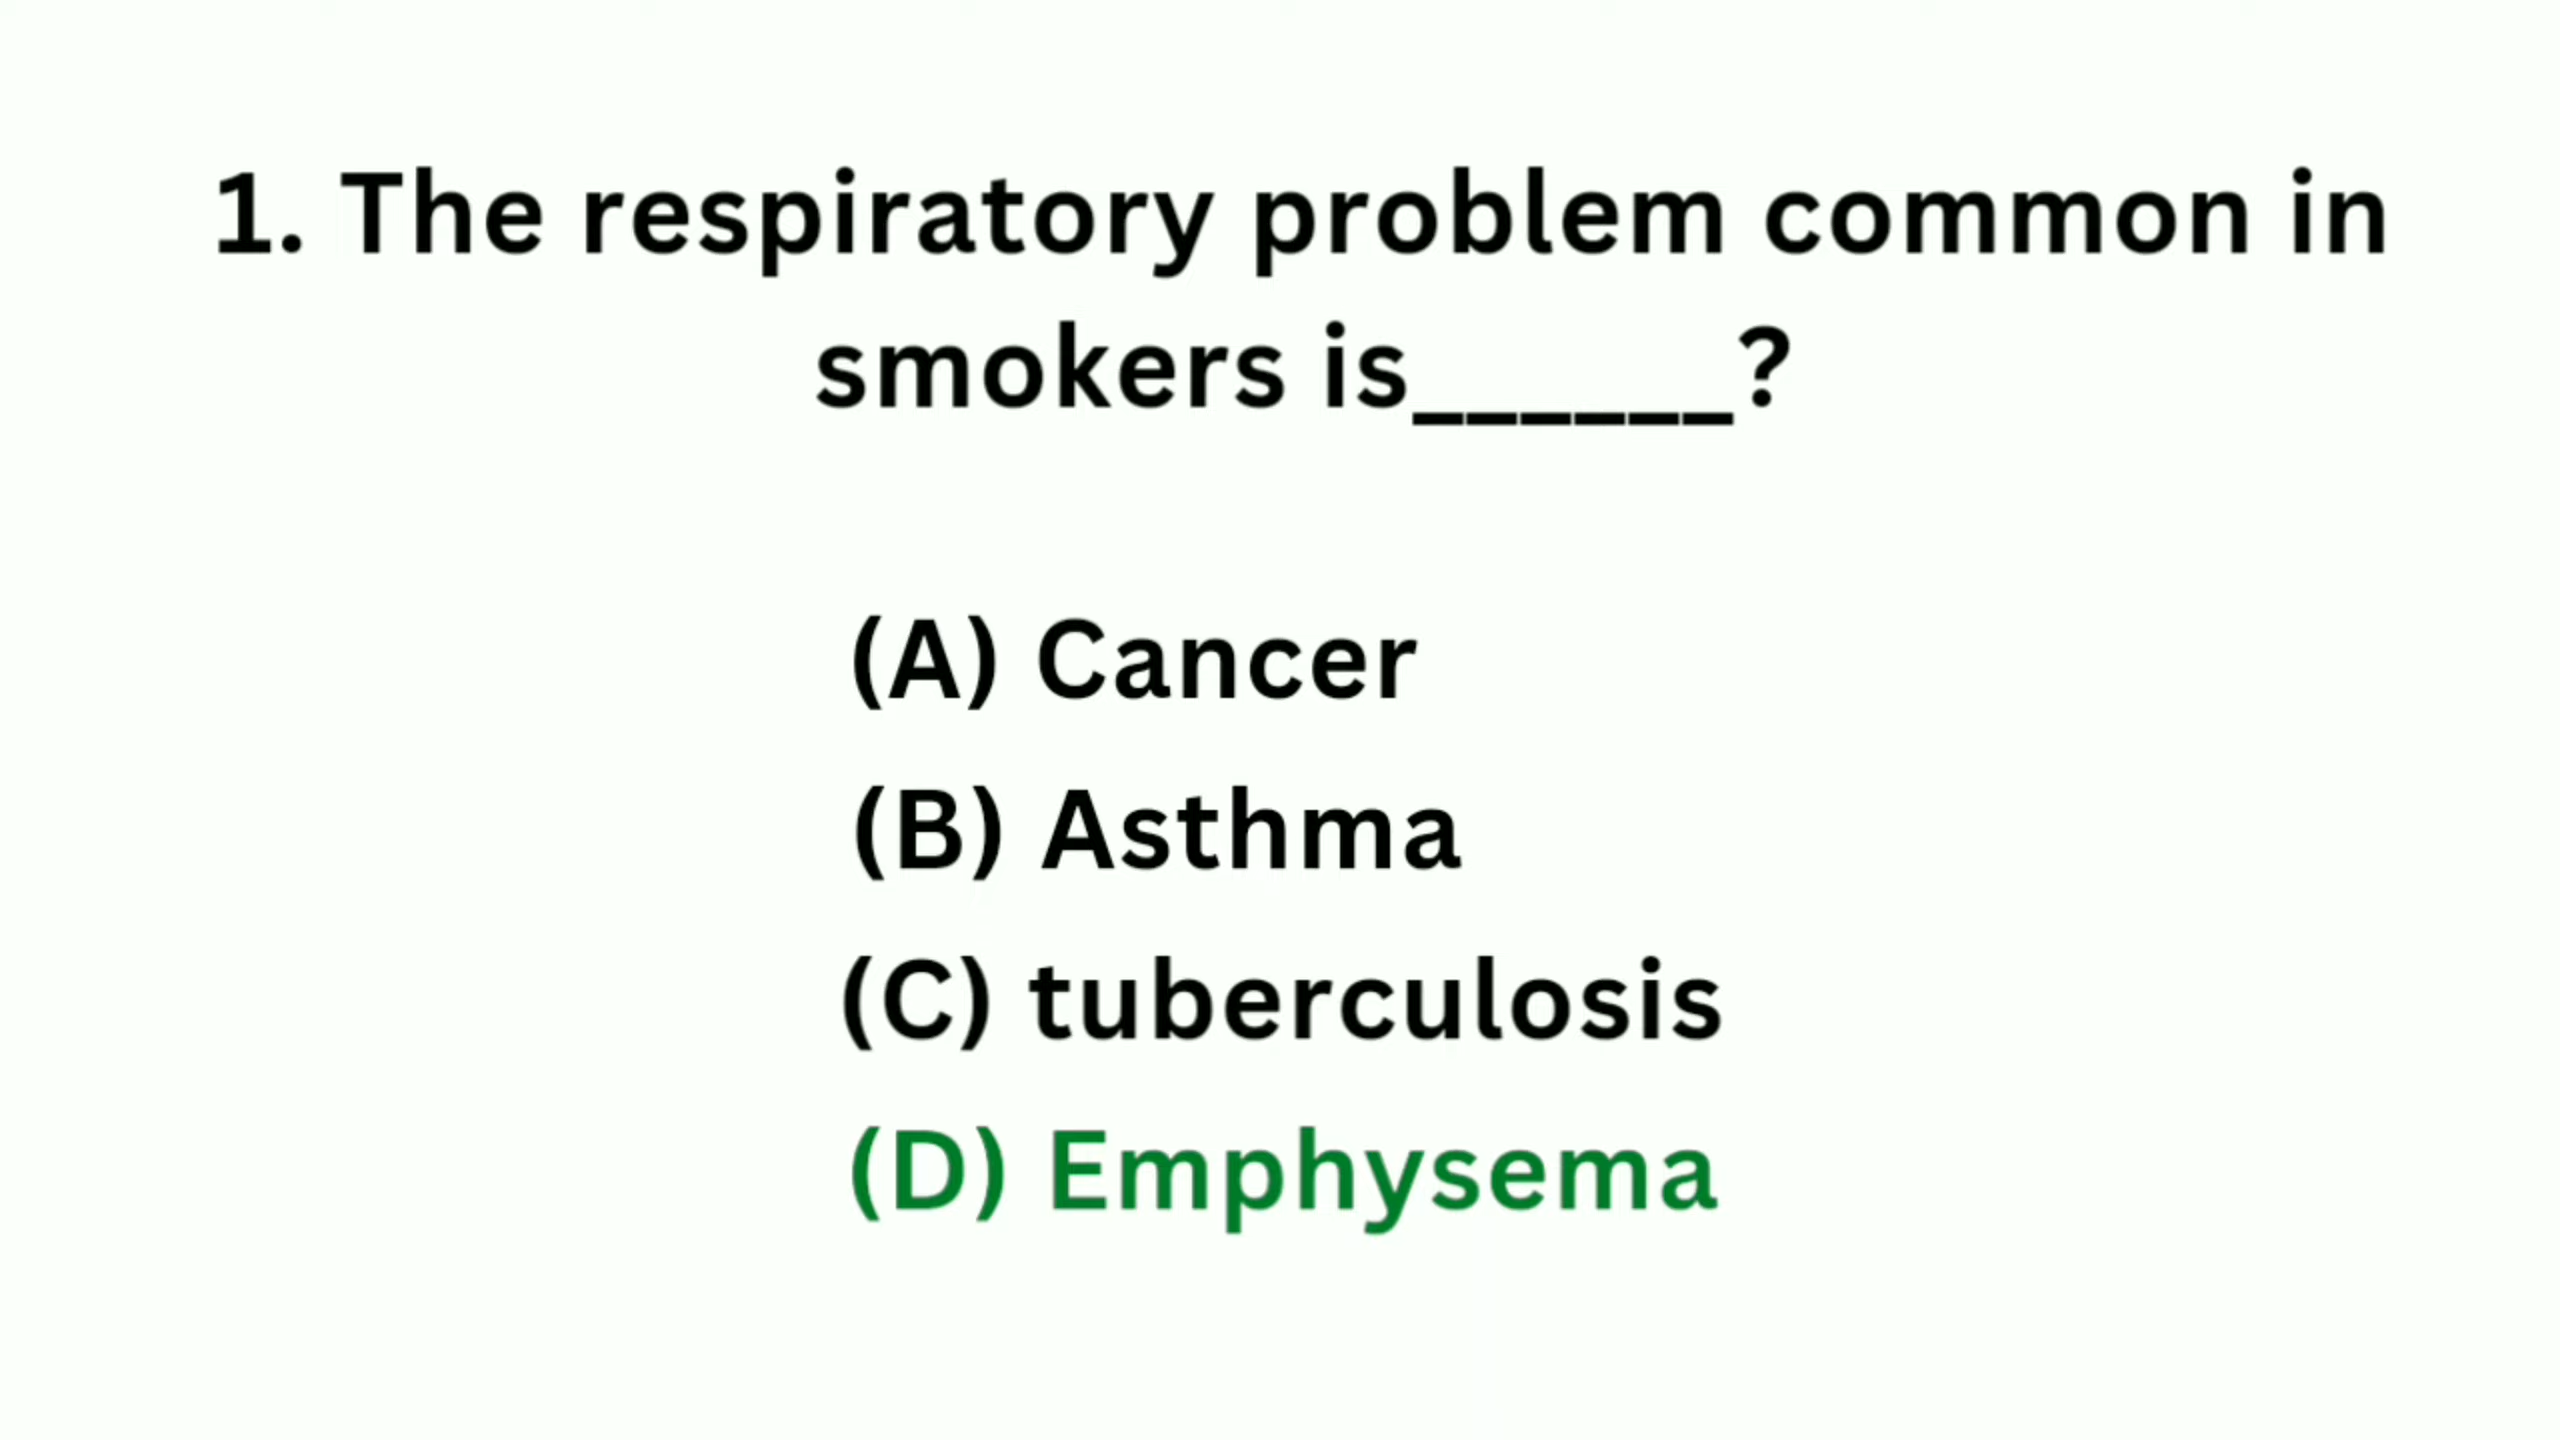 1. The respiratory problem common in
smokers is______?
(A) Cancer
(B) Asthma
(C) tuberculosis
(D) Emphysema